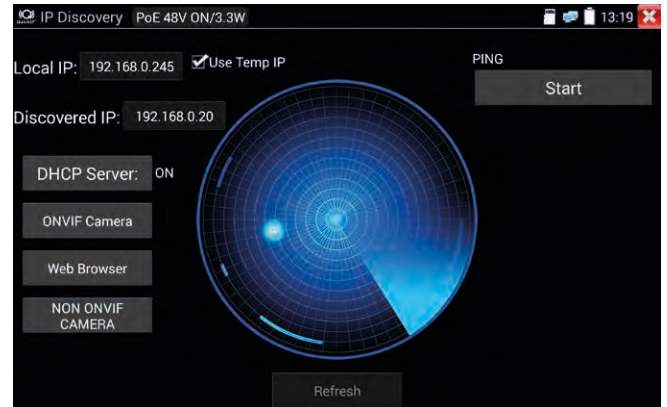 IP Discovery PoE 48V ON/3.3W 13:19
Local IP: 192.168.0.245 Use Temp IP
PING
Start
Discovered IP: 192.168.0.20
DHCP Server: ON
ONVIF Camera
Web Browser
NON ONVIF
CAMERA
Refresh